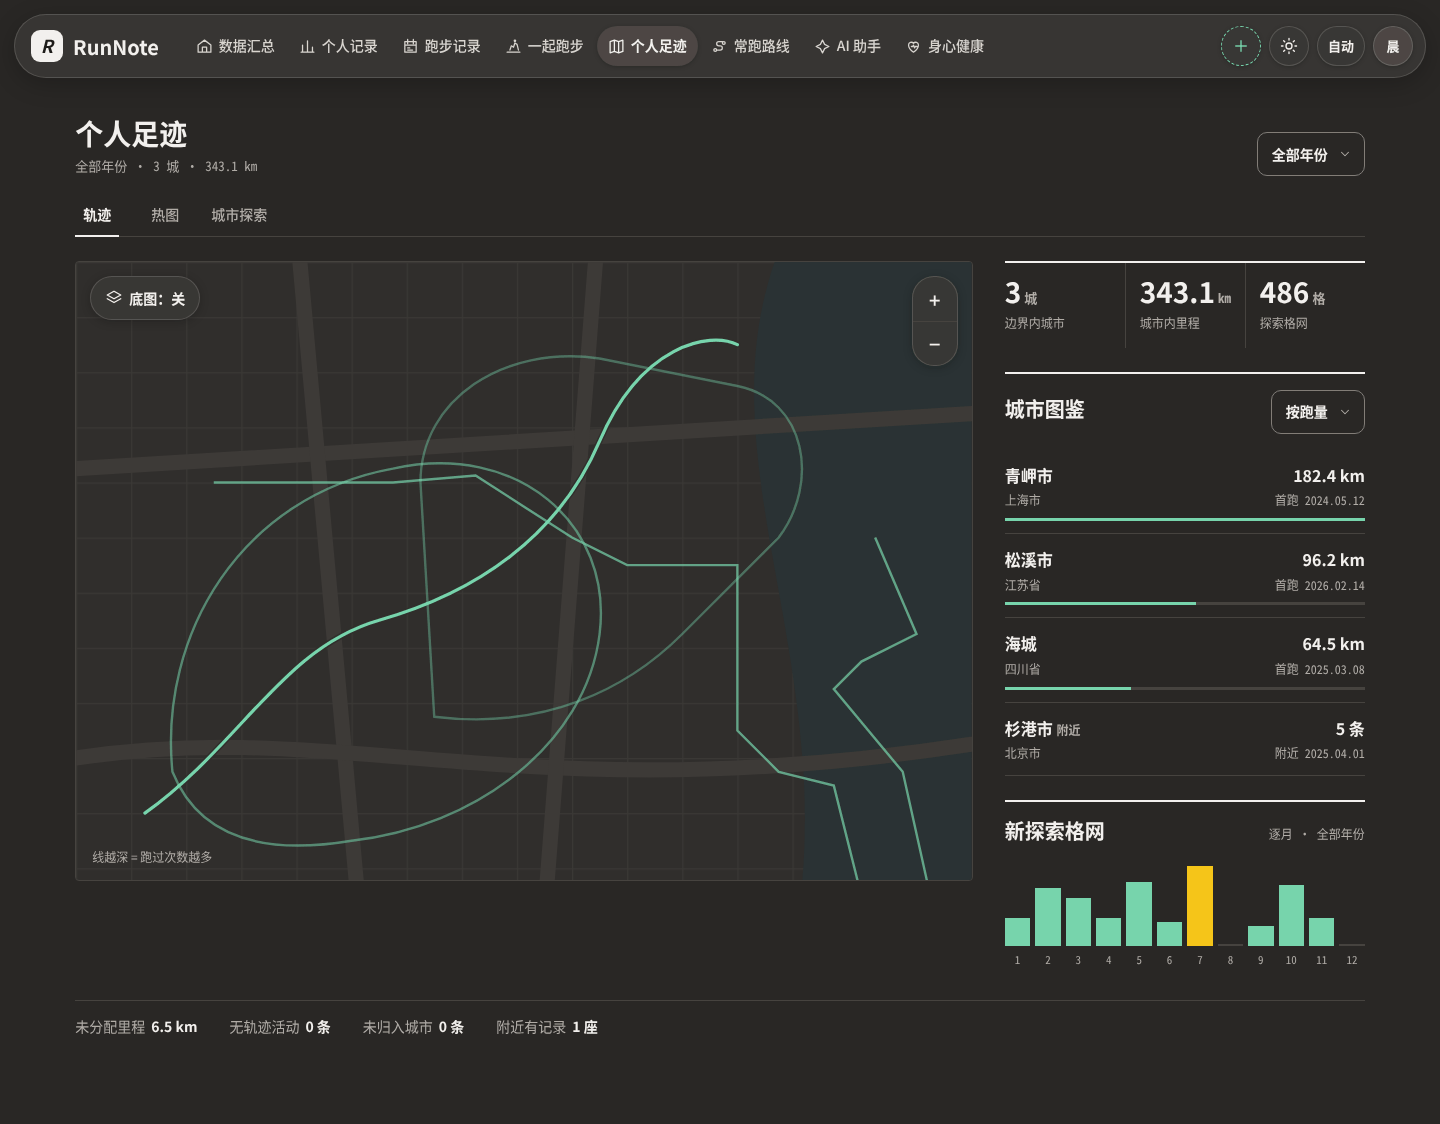 R RunNote 数据汇总 个人记录 跑步记录 一起跑步 个人足迹 常跑路线 AI 助手 身心健康 + 自动 晨
个人足迹
全部年份 · 3 城 · 343.1 km
全部年份
轨迹 热图 城市探索
底图：关
+
−
线越深 = 跑过次数越多
3 城 343.1 km 486 格
边界内城市 城市内里程 探索格网
城市图鉴 按跑量
青岬市 182.4 km
上海市 首跑 2024.05.12
松溪市 96.2 km
江苏省 首跑 2026.02.14
海城 64.5 km
四川省 首跑 2025.03.08
杉港市 附近 5 条
北京市 附近 2025.04.01
新探索格网 逐月 · 全部年份
1 2 3 4 5 6 7 8 9 10 11 12
未分配里程 6.5 km 无轨迹活动 0 条 未归入城市 0 条 附近有记录 1 座